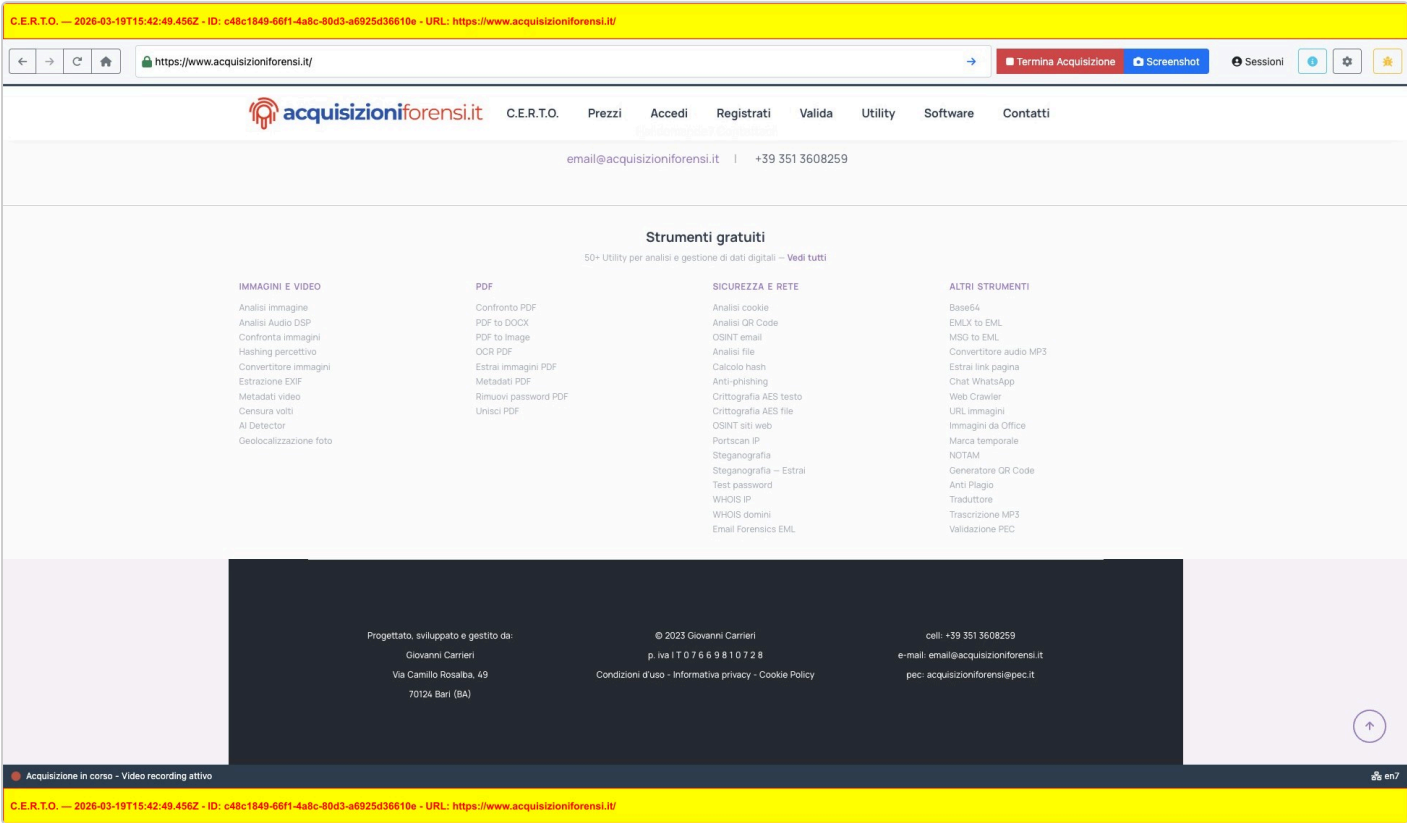 C.E.R.T.O. — 2026-03-19T15:42:49.456Z - ID: c48c1849-66f1-4a8c-80d3-a6925d36610e - URL: https://www.acquisizioniforensi.it/
https://www.acquisizioniforensi.it/
Termina Acquisizione
Screenshot
Sessioni
acquisizioniforensi.it
C.E.R.T.O. Prezzi Accedi Registrati Valida Utility Software Contatti
email@acquisizioniforensi.it | +39 351 3608259
Strumenti gratuiti
50+ Utility per analisi e gestione di dati digitali — Vedi tutti
IMMAGINI E VIDEO
Analisi immagine
Analisi Audio DSP
Confronta immagini
Hashing percettivo
Convertitore immagini
Estrazione EXIF
Metadati video
Censura volti
AI Detector
Geolocalizzazione foto
PDF
Confronto PDF
PDF to DOCX
PDF to Image
OCR PDF
Estrai immagini PDF
Metadati PDF
Rimuovi password PDF
Unisci PDF
SICUREZZA E RETE
Analisi cookie
Analisi QR Code
OSINT email
Analisi file
Calcolo hash
Anti-phishing
Crittografia AES testo
Crittografia AES file
OSINT siti web
Portscan IP
Steganografia
Steganografia — Estrai
Test password
WHOIS IP
WHOIS domini
Email Forensics EML
ALTRI STRUMENTI
Base64
EMLX to EML
MSG to EML
Convertitore audio MP3
Estrai link pagina
Chat WhatsApp
Web Crawler
URL immagini
Immagini da Office
Marca temporale
NOTAM
Generatore QR Code
Anti Plagio
Traduttore
Trascrizione MP3
Validazione PEC
Progettato, sviluppato e gestito da:
Giovanni Carrieri
Via Camillo Rosalba, 49
70124 Bari (BA)
© 2023 Giovanni Carrieri
p. iva I T 0 7 6 6 9 8 1 0 7 2 8
Condizioni d'uso - Informativa privacy - Cookie Policy
cell: +39 351 3608259
e-mail: email@acquisizioniforensi.it
pec: acquisizioniforensi@pec.it
Acquisizione in corso - Video recording attivo
en7
C.E.R.T.O. — 2026-03-19T15:42:49.456Z - ID: c48c1849-66f1-4a8c-80d3-a6925d36610e - URL: https://www.acquisizioniforensi.it/